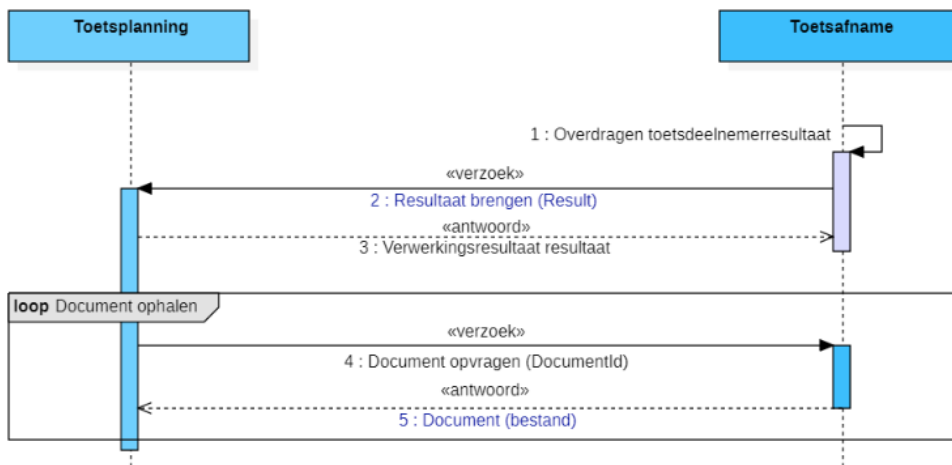 Toetsplanning
Toetsafname
1 : Overdragen toetsdeelnemerresultaat
«verzoek»
2 : Resultaat brengen (Result)
«antwoord»
3 : Verwerkingsresultaat resultaat
loop Document ophalen
«verzoek»
4 : Document opvragen (DocumentId)
«antwoord»
5 : Document (bestand)